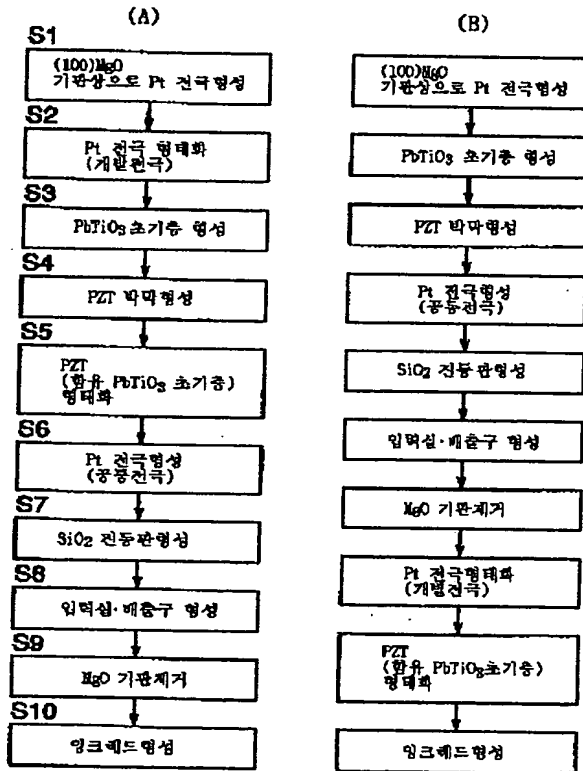 (A)
S1
(100)MgO
기판상으로 Pt 전극형성
S2
Pt 전극 형태화
(개별전극)
S3
PbTiO3 초기층 형성
S4
PZT 박막형성
S5
PZT
(함유 PbTiO3 초기층)
형태화
S6
Pt 전극형성
(공통전극)
S7
SiO2 진동판형성
S8
압력실·배출구 형성
S9
MgO 기판제거
S10
잉크헤드형성
(B)
(100)MgO
기판상으로 Pt 전극형성
PbTiO3 초기층 형성
PZT 박막형성
Pt 전극형성
(공통전극)
SiO2 진동판형성
압력실·배출구 형성
MgO 기판제거
Pt 전극형태화
(개별전극)
PZT
(함유 PbTiO3초기층)
형태화
잉크헤드형성